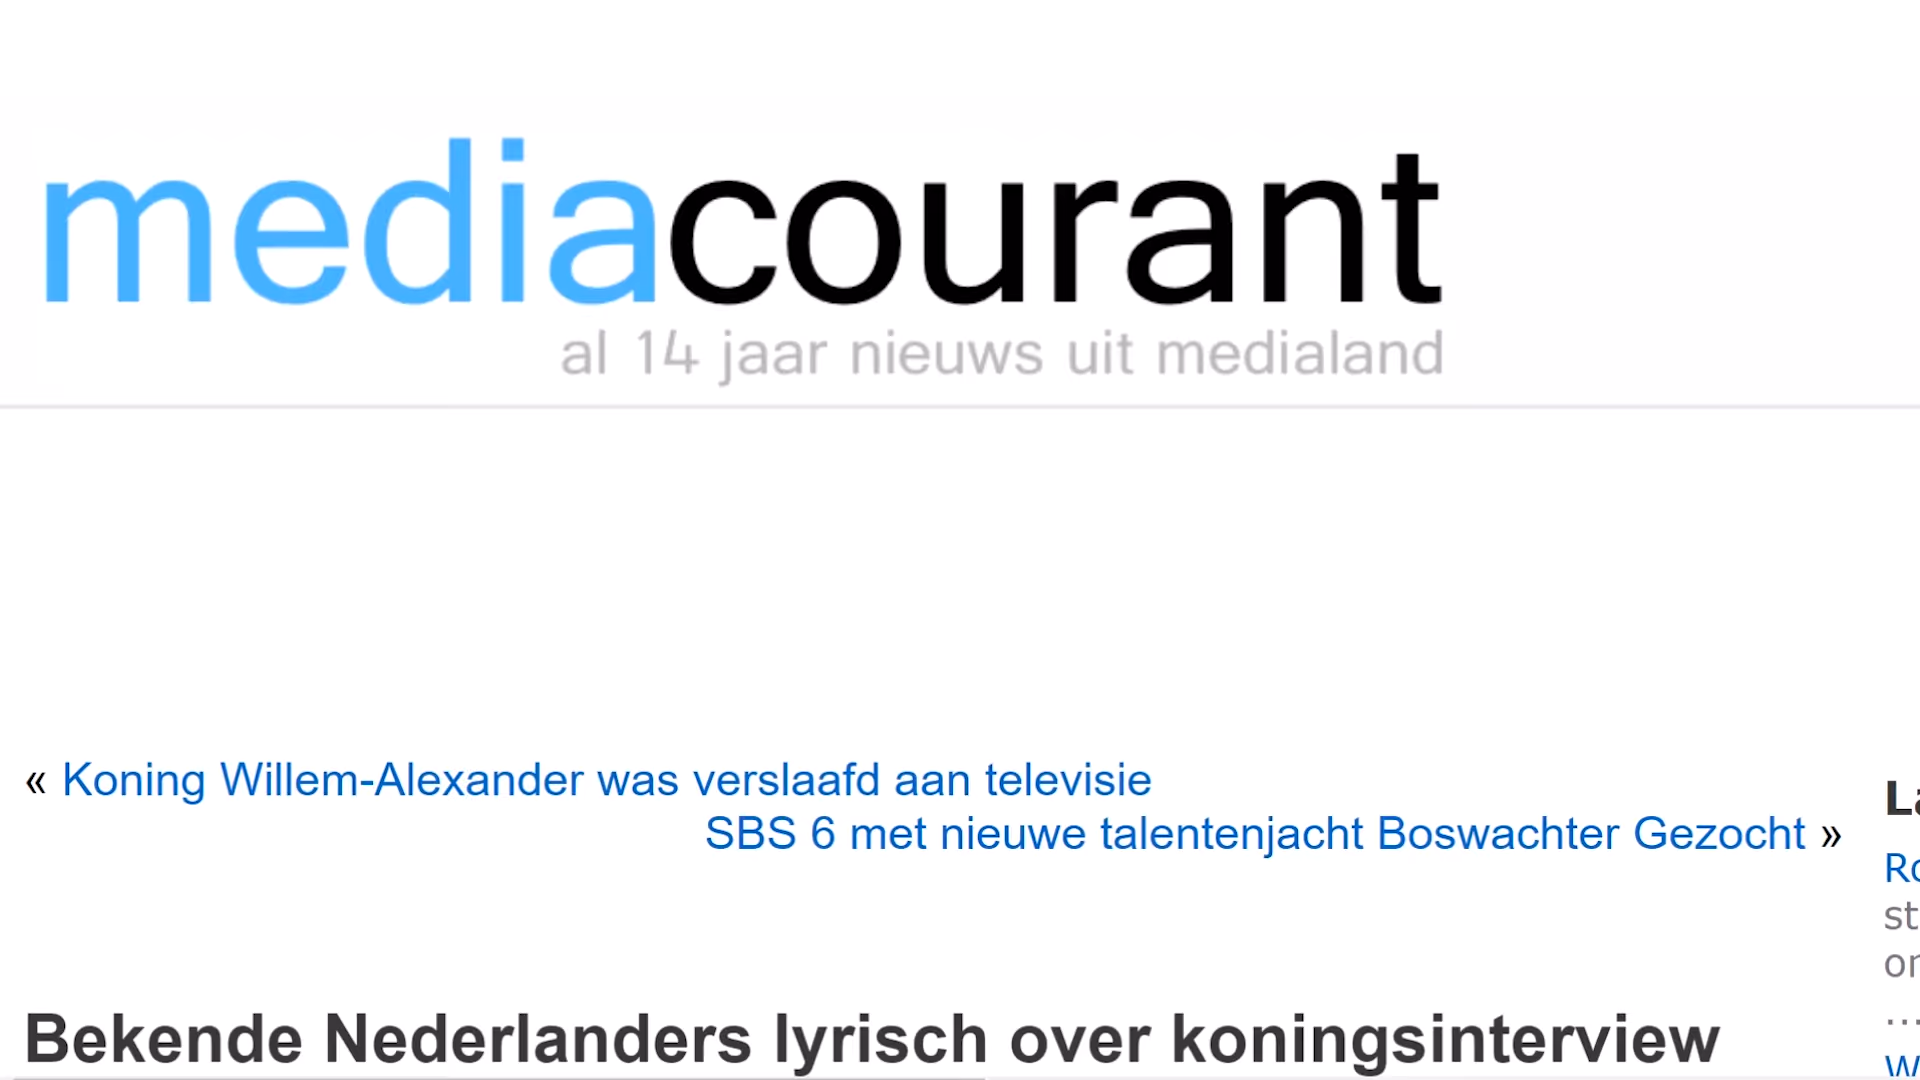 mediacourant
al 14 jaar nieuws uit medialand
« Koning Willem-Alexander was verslaafd aan televisie
SBS 6 met nieuwe talentenjacht Boswachter Gezocht »
Bekende Nederlanders lyrisch over koningsinterview